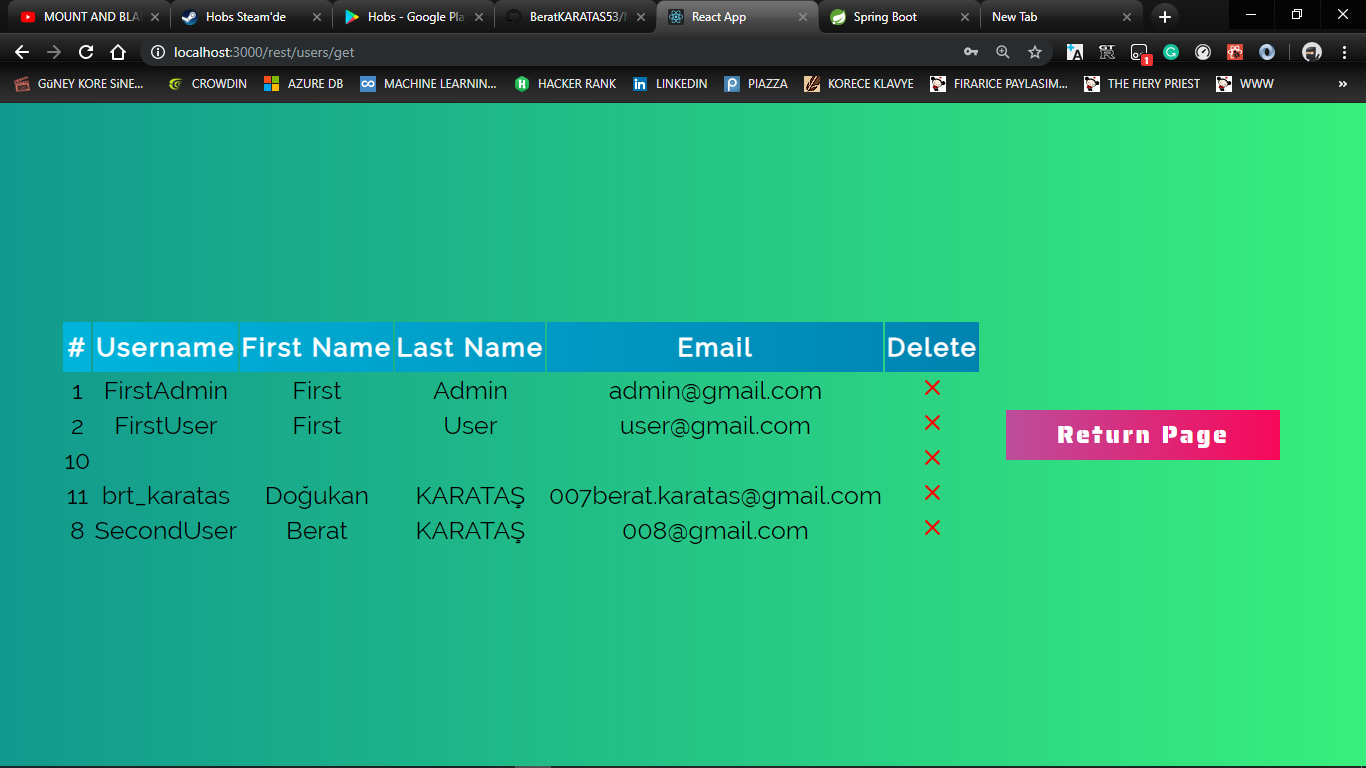 MOUNT AND BLA
Hobs Steam'de
Hobs - Google Pla
BeratKARATAS53/
React App
Spring Boot
New Tab
localhost:3000/rest/users/get
1
GüNEY KORE SiNE...
CROWDIN
AZURE DB
MACHINE LEARNIN...
HACKER RANK
LINKEDIN
PIAZZA
KORECE KLAVYE
FIRARICE PAYLASIM...
THE FIERY PRIEST
WWW
»
# Username First Name Last Name Email Delete
1 FirstAdmin First Admin admin@gmail.com ×
2 FirstUser First User user@gmail.com ×
10 ×
11 brt_karatas Doğukan KARATAŞ 007berat.karatas@gmail.com ×
8 SecondUser Berat KARATAŞ 008@gmail.com ×
Return Page